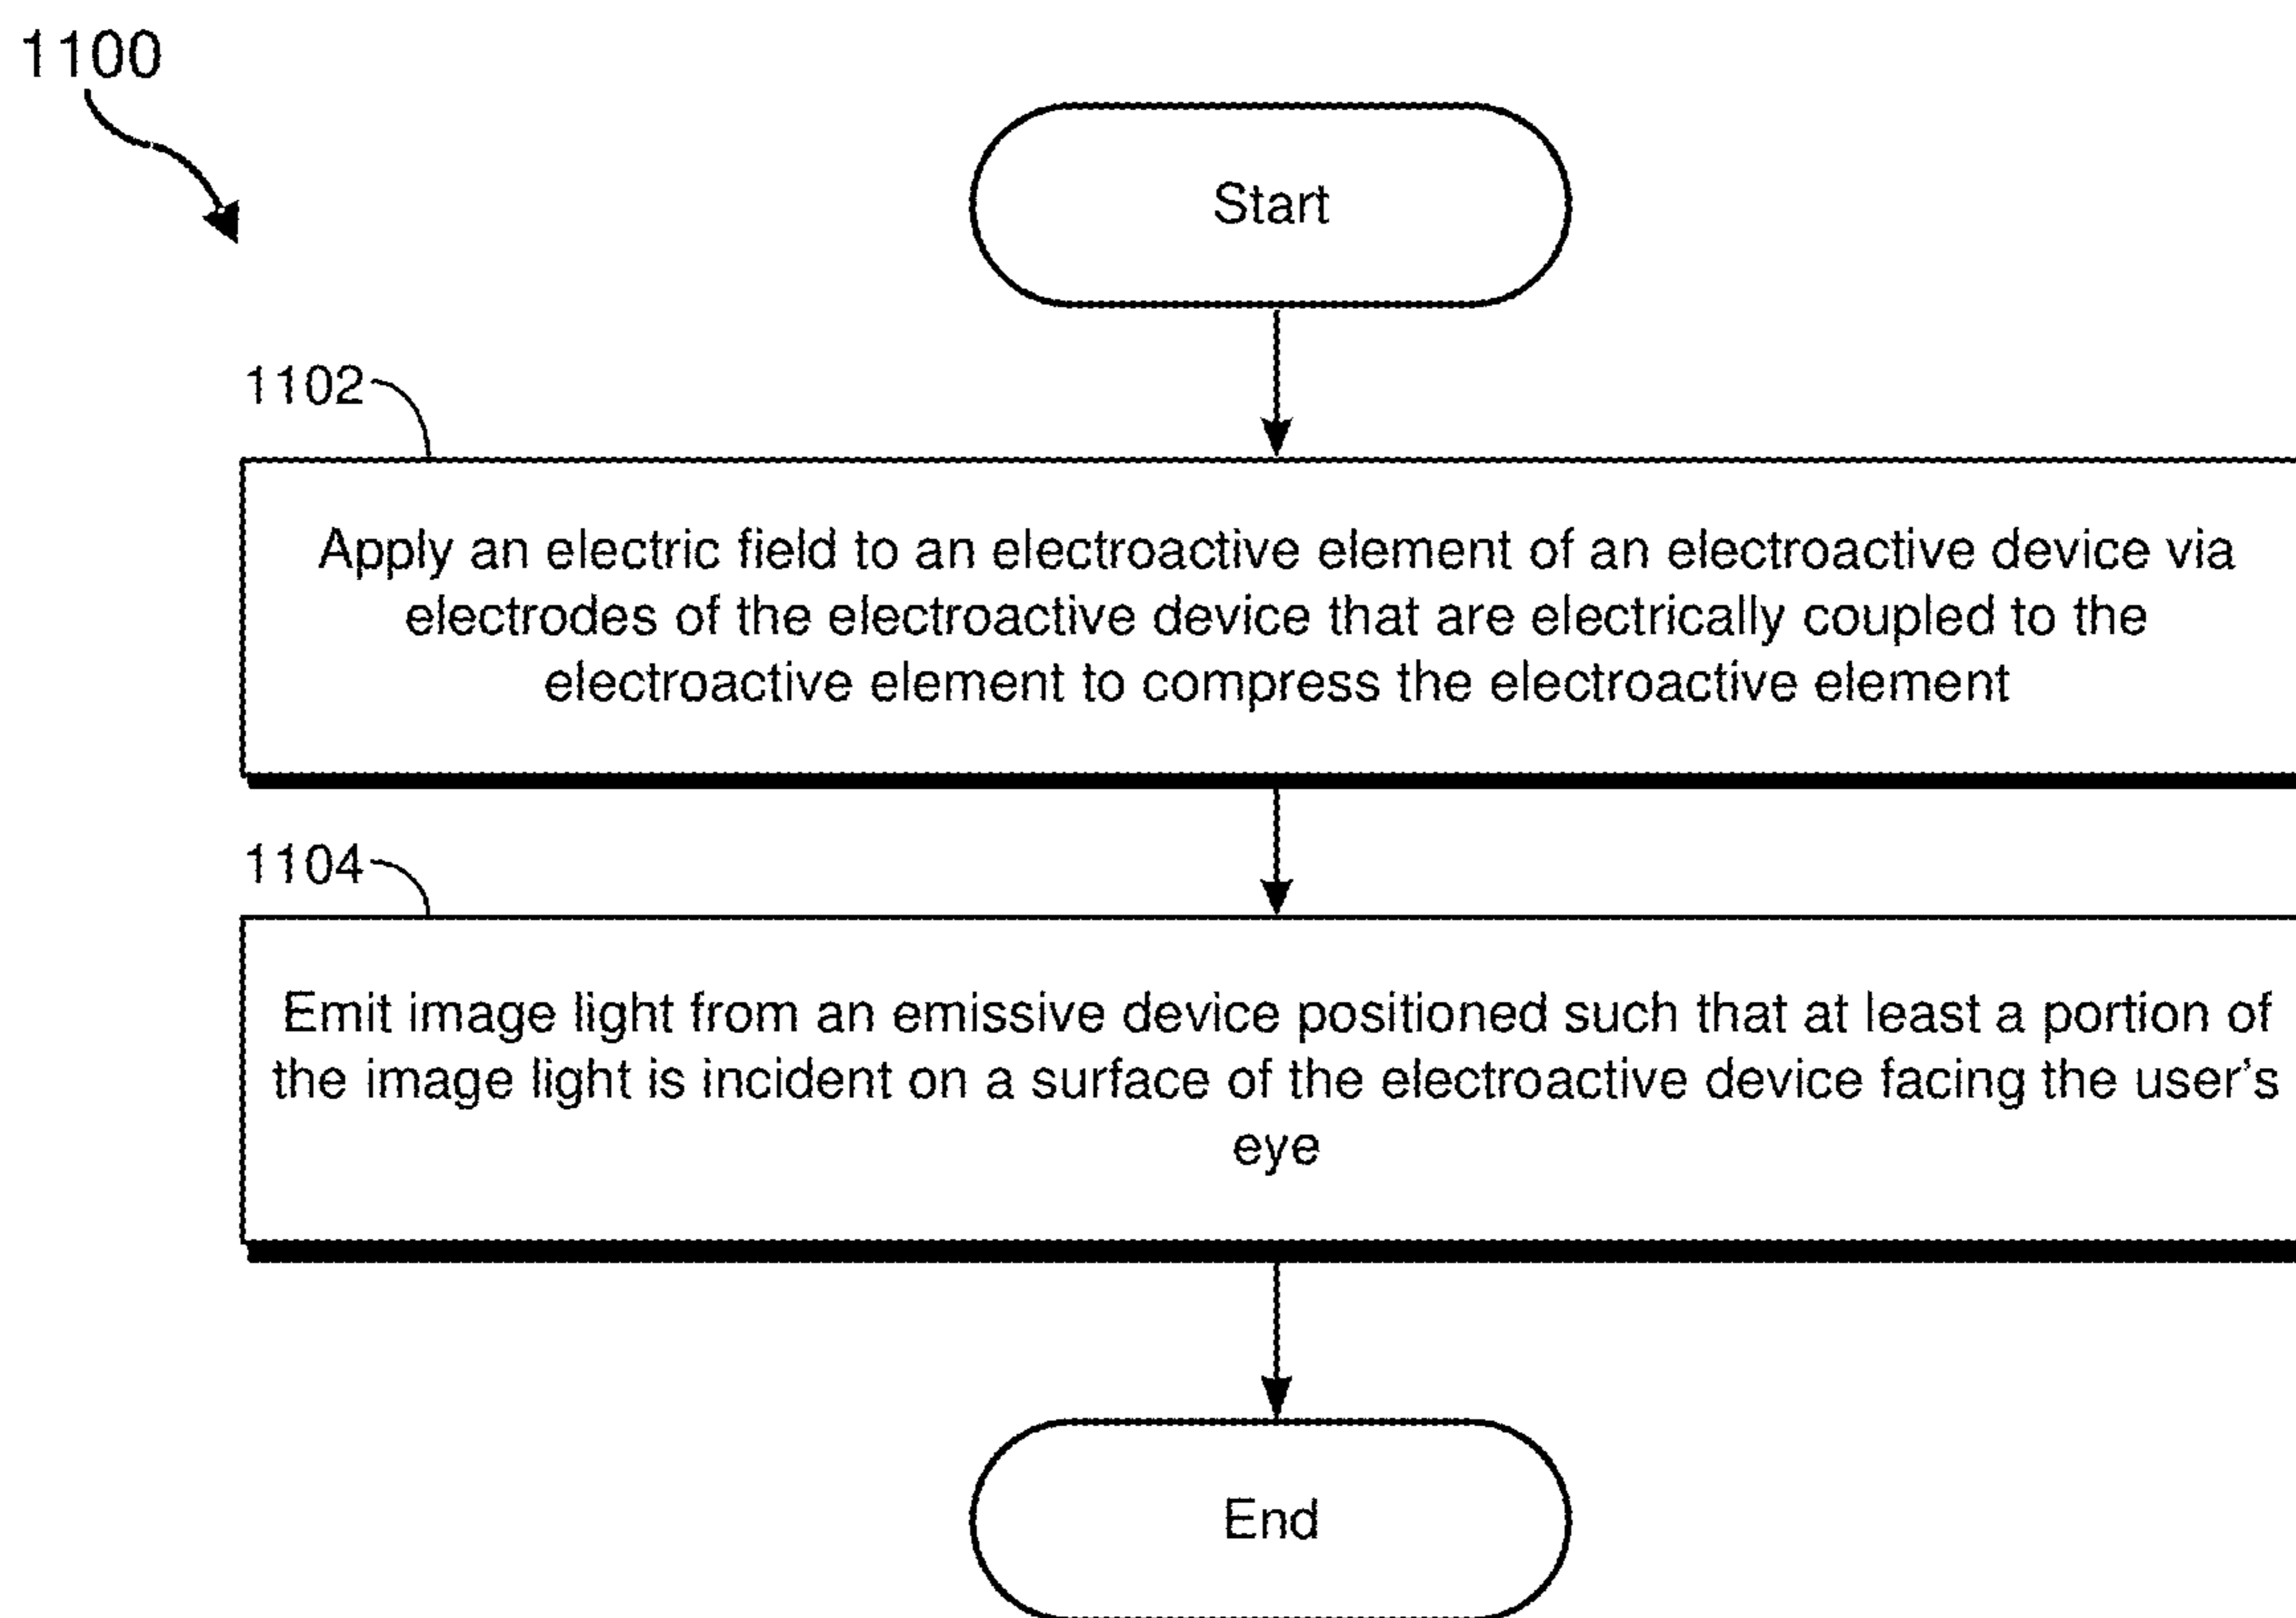 1100
Start
1102
Apply an electric field to an electroactive element of an electroactive device via
electrodes of the electroactive device that are electrically coupled to the
electroactive element to compress the electroactive element
1104
Emit image light from an emissive device positioned such that at least a portion of
the image light is incident on a surface of the electroactive device facing the user's
eye
End